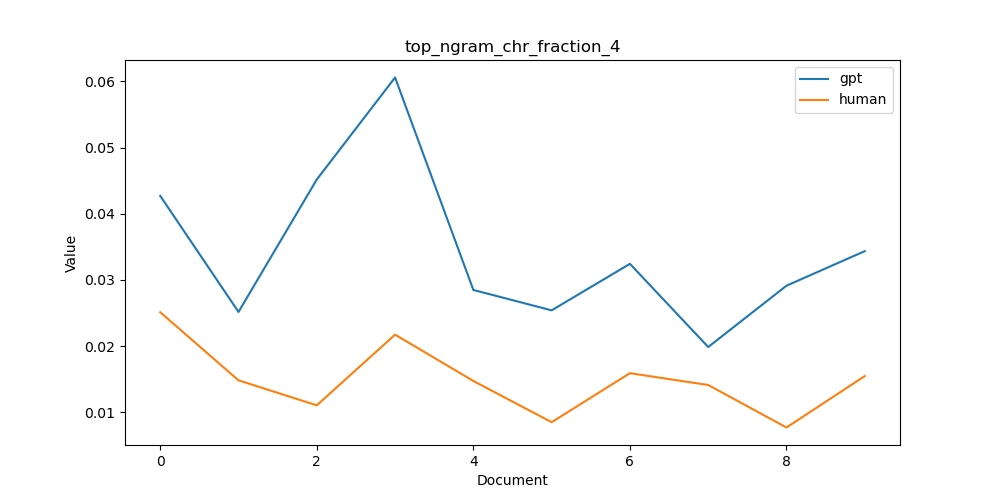 top_ngram_chr_fraction_4
gpt
human
0.06
0.05
0.04
0.03
0.02
0.01
Value
0 2 4 6 8
Document